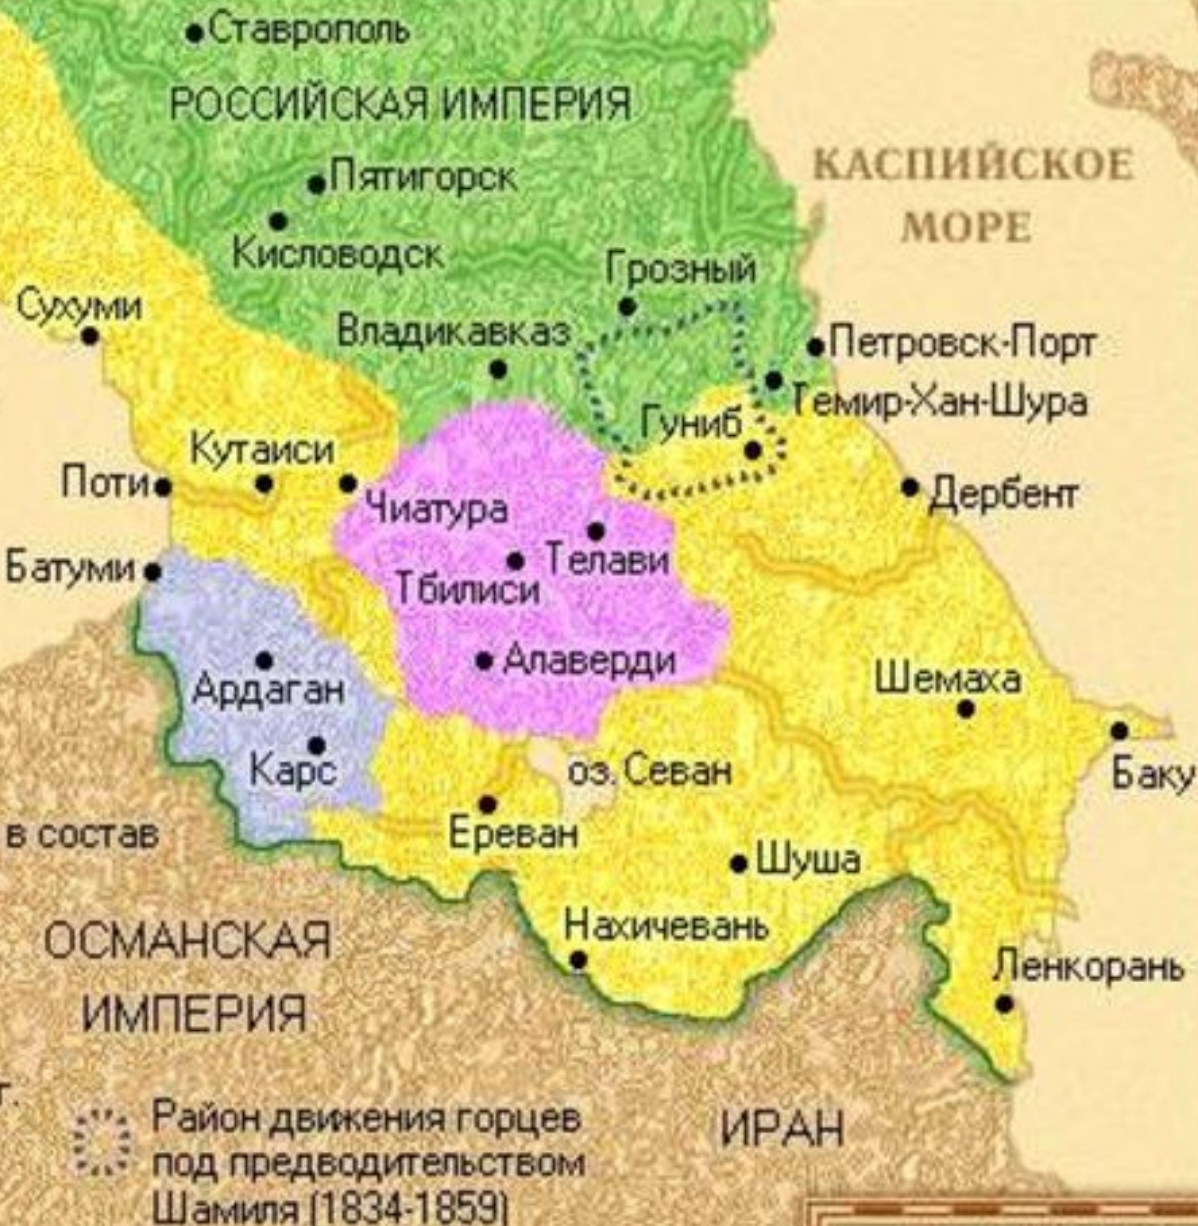 Ставрополь
РОССИЙСКАЯ ИМПЕРИЯ
Пятигорск
КАСПИЙСКОЕ
МОРЕ
Кисловодск
Грозный
Сухуми
Владикавказ
Петровск-Порт
Темир-Хан-Шура
Гуниб
Кутаиси
Поти
Чиатура
Дербент
Батуми
Телави
Тбилиси
Алаверди
Ардаган
Шемаха
Карс
оз. Севан
Баку
в состав
Ереван
Шуша
ОСМАНСКАЯ
ИМПЕРИЯ
Нахичевань
Ленкорань
г.
Район движения горцев
под предводительством
Шамиля (1834-1859)
ИРАН